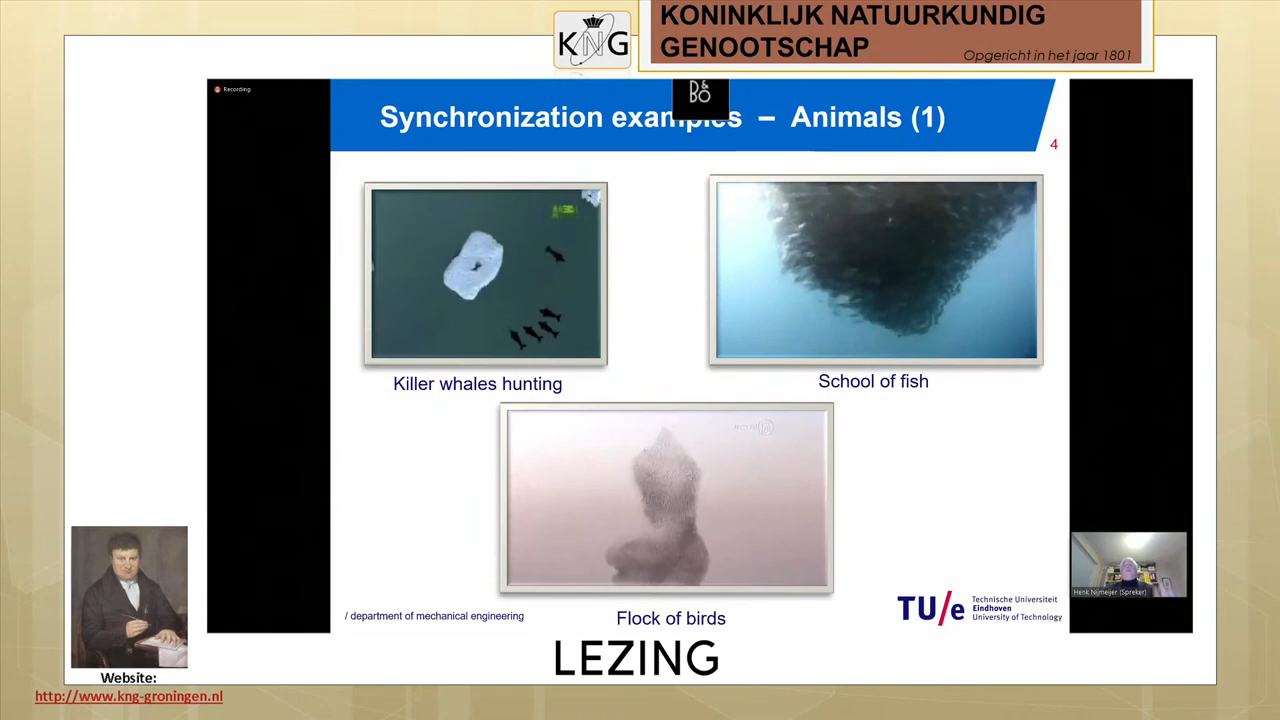 KNG
KONINKLIJK NATUURKUNDIG
GENOOTSCHAP
Opgericht in het jaar 1801
Recording
B&O
Synchronization examples – Animals (1)
4
Killer whales hunting
School of fish
Flock of birds
/ department of mechanical engineering
TU/e
Technische Universiteit
Eindhoven
University of Technology
Henk Nijmeijer (Spreker)
LEZING
Website:
http://www.kng-groningen.nl